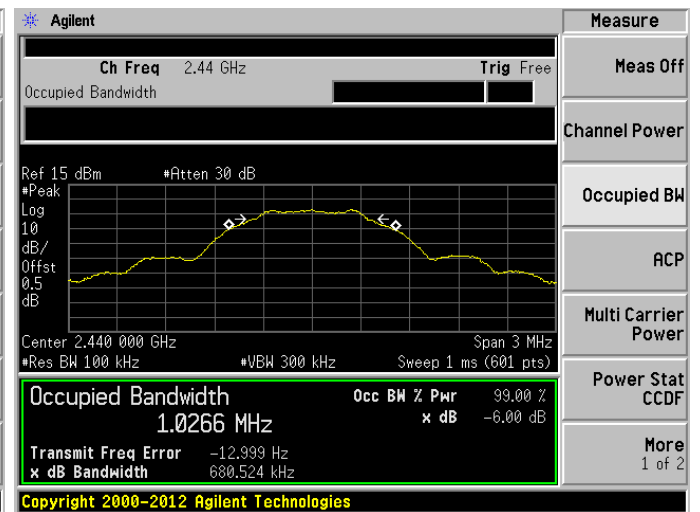 Agilent
Measure
Ch Freq 2.44 GHz Trig Free
Occupied Bandwidth
Meas Off
Channel Power
Occupied BW
ACP
Multi Carrier
Power
Power Stat
CCDF
More
1 of 2
Ref 15 dBm #Atten 30 dB
#Peak
Log
10
dB/
Offst
0.5
dB
Center 2.440 000 GHz Span 3 MHz
#Res BW 100 kHz #VBW 300 kHz Sweep 1 ms (601 pts)
Occupied Bandwidth Occ BW % Pwr 99.00 %
1.0266 MHz x dB -6.00 dB
Transmit Freq Error -12.999 Hz
x dB Bandwidth 680.524 kHz
Copyright 2000-2012 Agilent Technologies